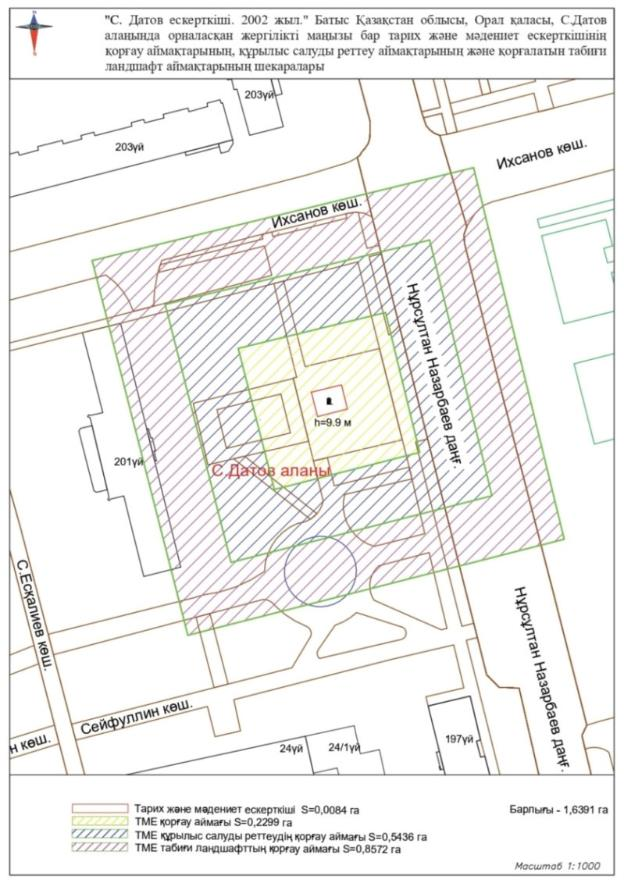 "С. Датов ескерткіші. 2002 жыл." Батыс Қазақстан облысы, Орал қаласы, С.Датов
алаңында орналасқан жергілікті маңызы бар тарих және мәдениет ескерткішінің
қорғау аймақтарының, құрылыс салуды реттеу аймақтарының және қорғалатын табиғи
ландшафт аймақтарының шекаралары
203үй
203үй
Ихсанов көш.
Ихсанов көш.
Нұрсұлтан Назарбаев даңғ.
h=9.9 м
201үй
С.Датов алаңы
С.Есқалиев көш.
Нұрсұлтан Назарбаев даңғ.
Сейфуллин көш.
н көш.
24үй
24/1үй
197үй
Тарих және мәдениет ескерткіші S=0,0084 га
Барлығы - 1,6391 га
ТМЕ қорғау аймағы S=0,2299 га
ТМЕ құрылыс салуды реттеудің қорғау аймағы S=0,5436 га
ТМЕ табиғи ландшафттың қорғау аймағы S=0,8572 га
Масштаб 1:1000